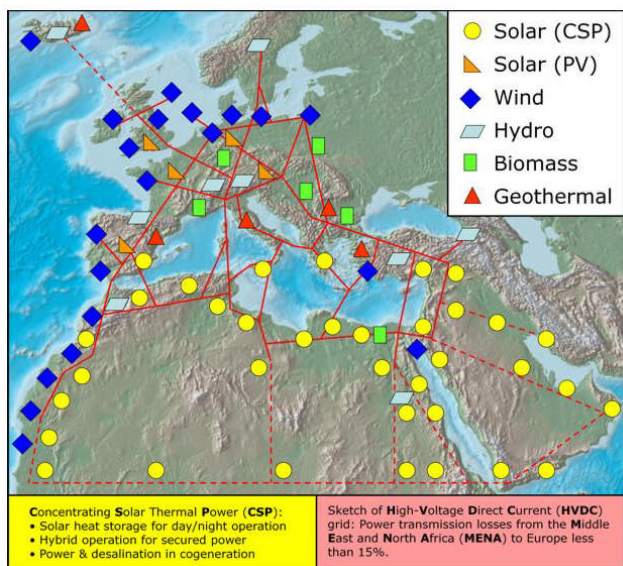 Solar (CSP)
Solar (PV)
Wind
Hydro
Biomass
Geothermal
Concentrating Solar Thermal Power (CSP):
• Solar heat storage for day/night operation
• Hybrid operation for secured power
• Power & desalination in cogeneration
Sketch of High-Voltage Direct Current (HVDC)
grid: Power transmission losses from the Middle
East and North Africa (MENA) to Europe less
than 15%.